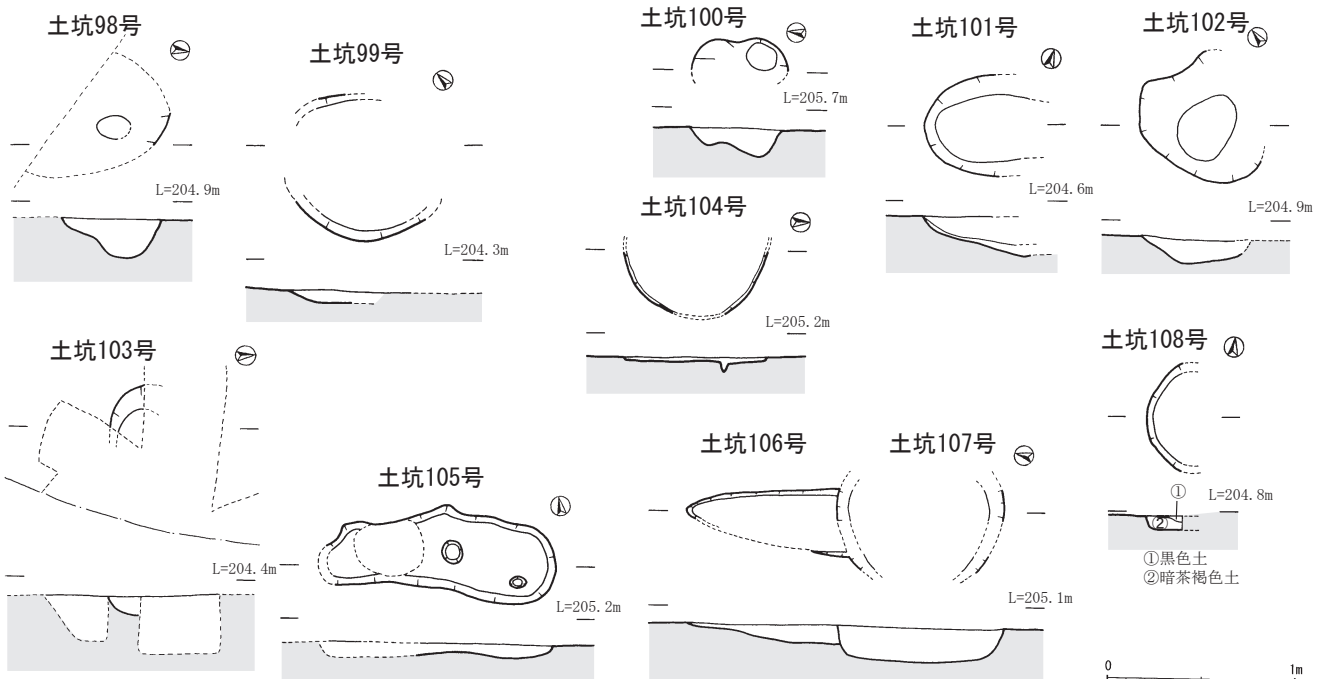 土坑98号
L=204.9m
土坑99号
L=204.3m
土坑100号
L=205.7m
土坑101号
L=204.6m
土坑102号
L=204.9m
土坑103号
L=204.4m
土坑104号
L=205.2m
土坑105号
L=205.2m
土坑106号
土坑107号
L=205.1m
土坑108号
①
L=204.8m
②
①黒色土
②暗茶褐色土
0
1m